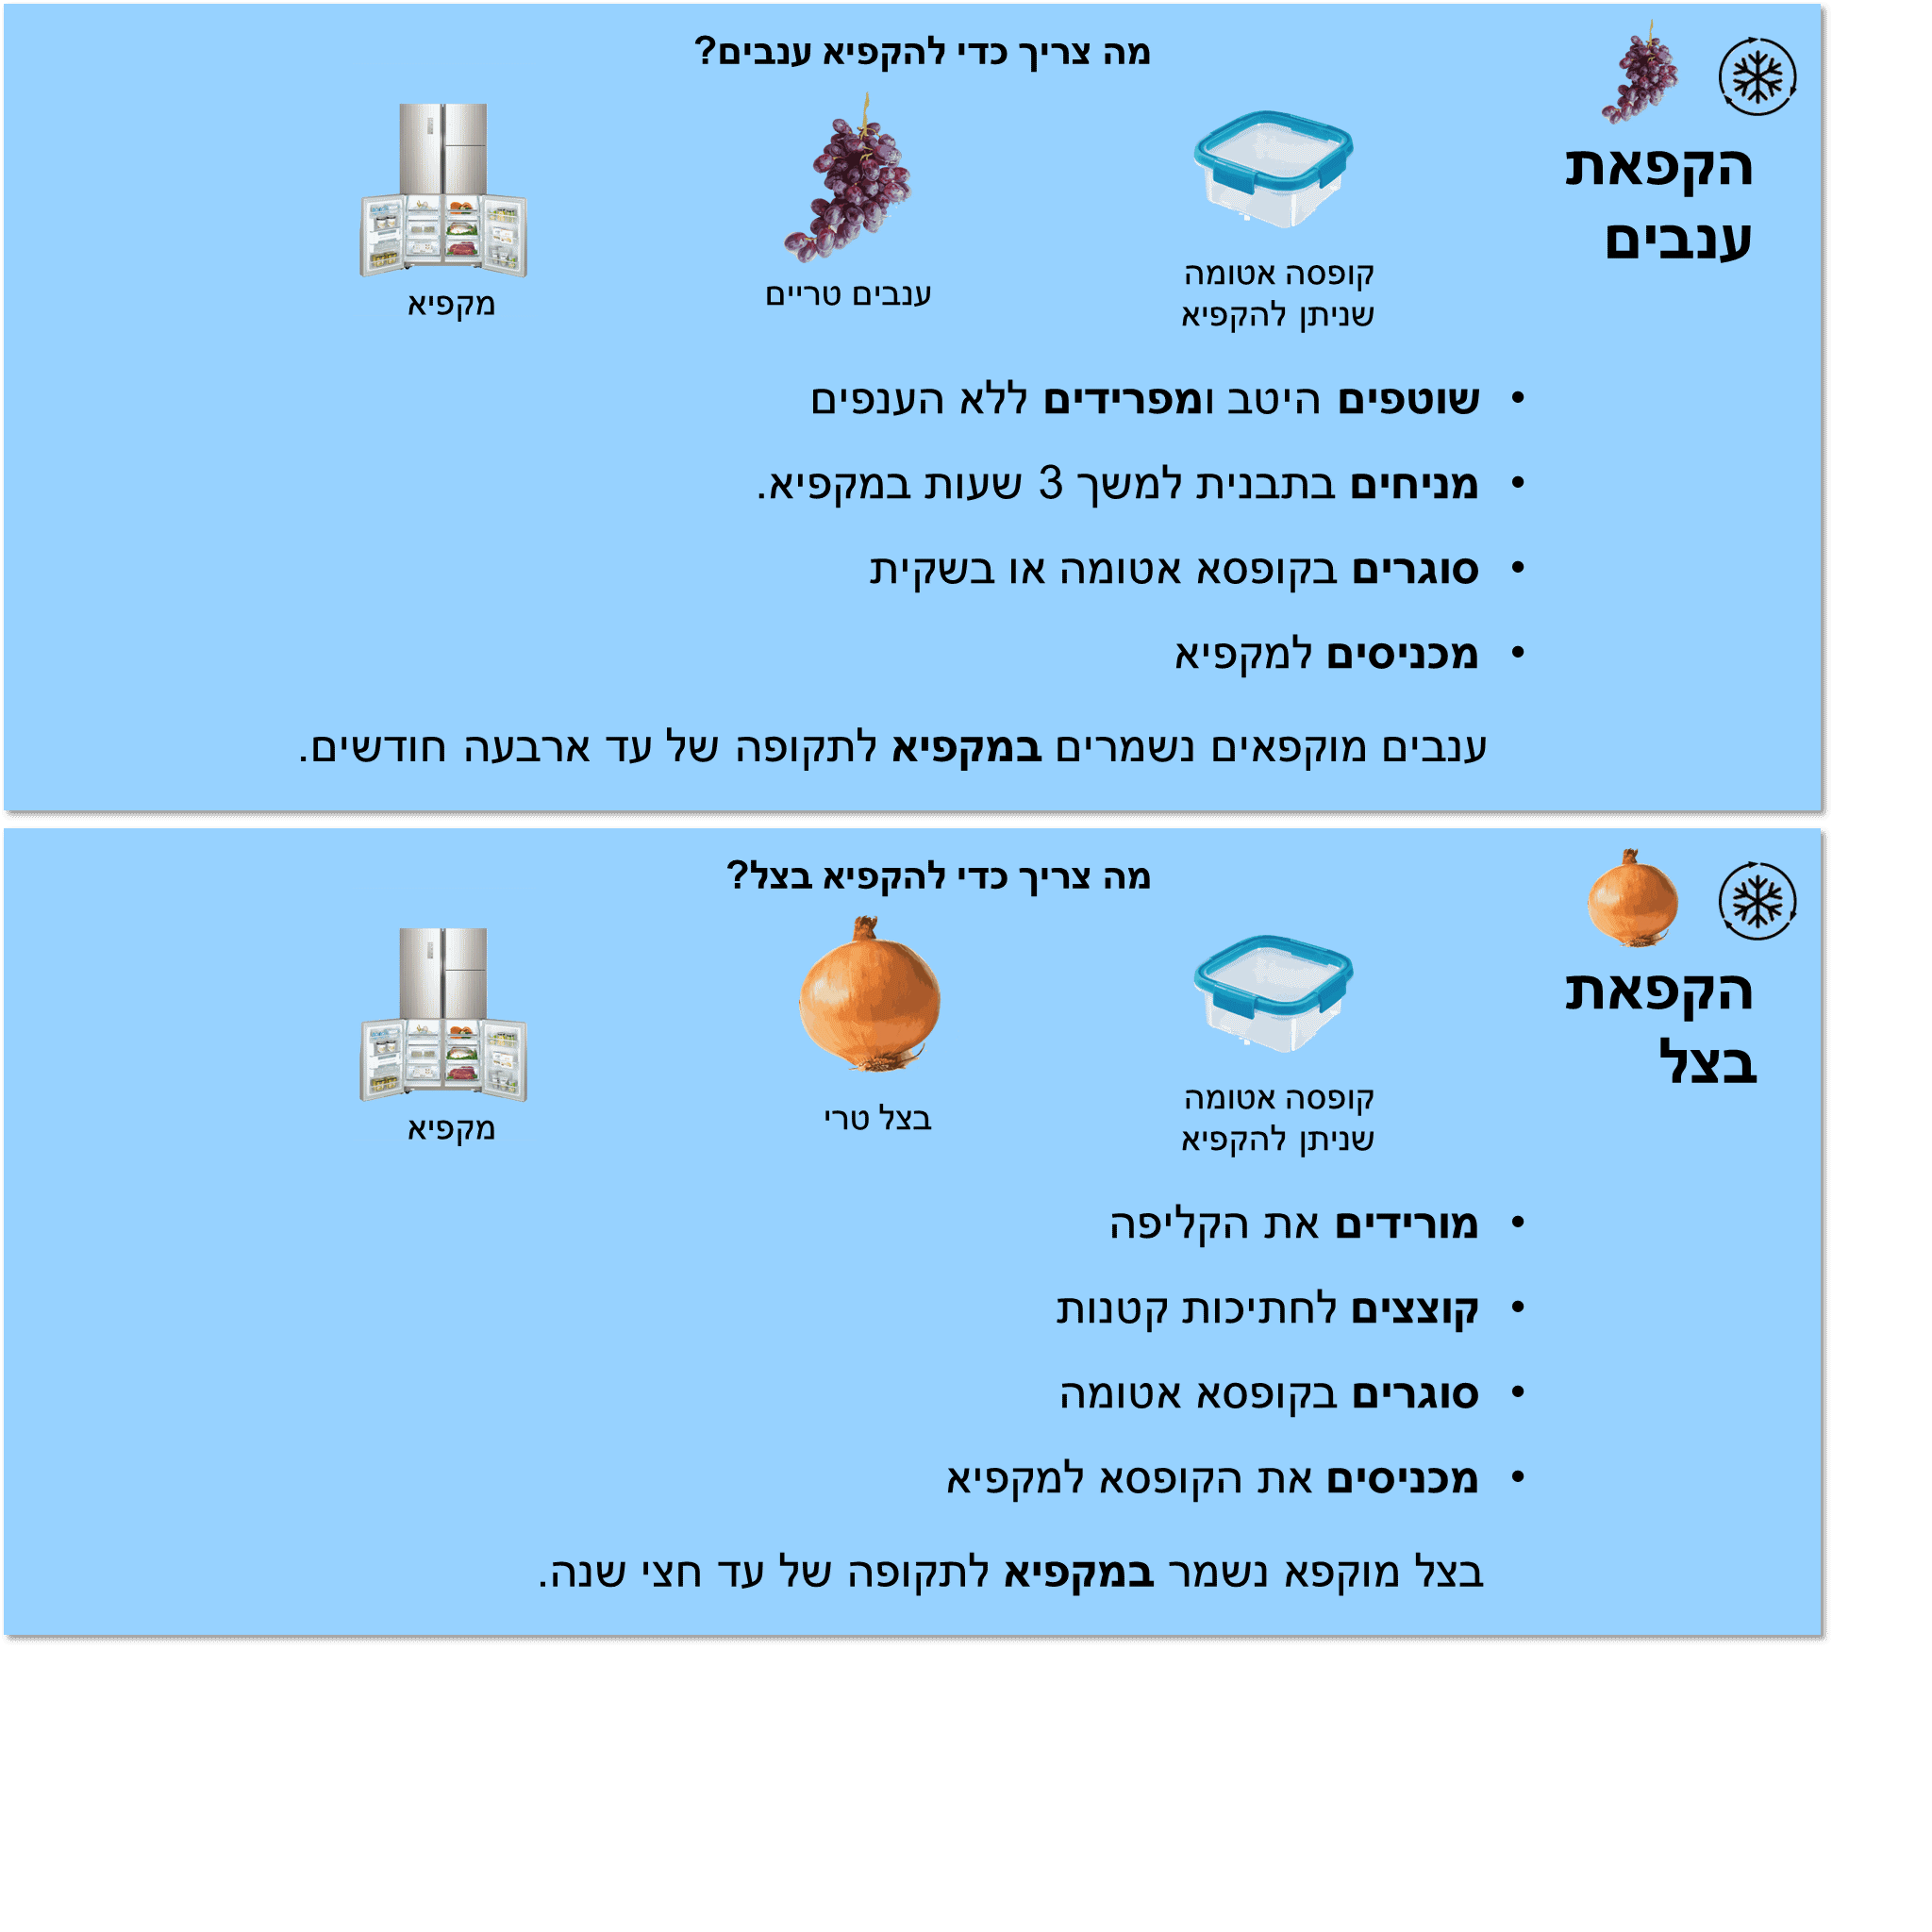 הקפאת
ענבים
מה צריך כדי להקפיא ענבים?
קופסה אטומה
שניתן להקפיא
ענבים טריים
מקפיא
• שוטפים היטב ומפרידים ללא הענפים
• מניחים בתבנית למשך 3 שעות במקפיא.
• סוגרים בקופסא אטומה או בשקית
• מכניסים למקפיא
ענבים מוקפאים נשמרים במקפיא לתקופה של עד ארבעה חודשים.
הקפאת
בצל
מה צריך כדי להקפיא בצל?
קופסה אטומה
שניתן להקפיא
בצל טרי
מקפיא
• מורידים את הקליפה
• קוצצים לחתיכות קטנות
• סוגרים בקופסא אטומה
• מכניסים את הקופסא למקפיא
בצל מוקפא נשמר במקפיא לתקופה של עד חצי שנה.